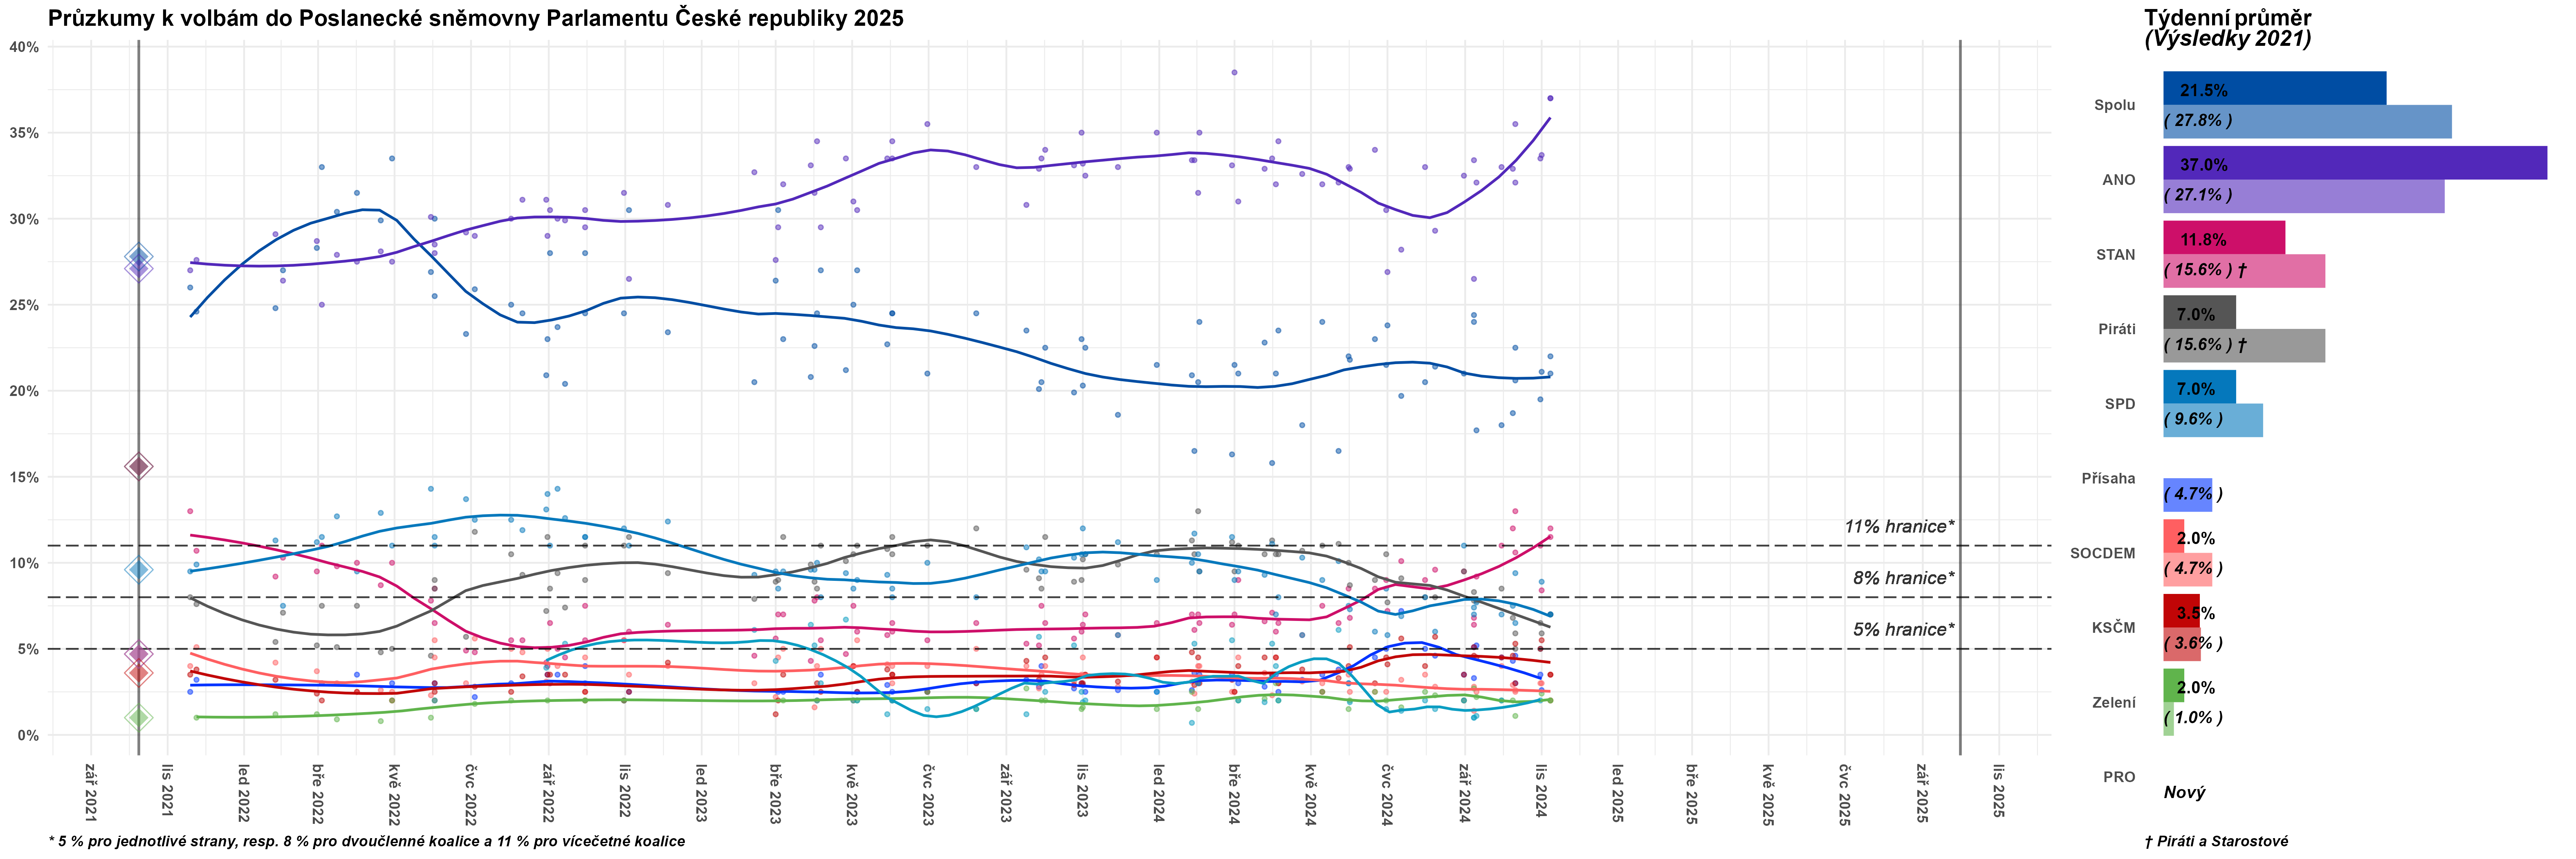 Průzkumy k volbám do Poslanecké sněmovny Parlamentu České republiky 2025
40%
35%
30%
25%
20%
15%
10%
5%
0%
11% hranice*
8% hranice*
5% hranice*
zář 2021
lis 2021
led 2022
bře 2022
kvě 2022
čvc 2022
zář 2022
lis 2022
led 2023
bře 2023
kvě 2023
čvc 2023
zář 2023
lis 2023
led 2024
bře 2024
kvě 2024
čvc 2024
zář 2024
lis 2024
led 2025
bře 2025
kvě 2025
čvc 2025
zář 2025
lis 2025
* 5 % pro jednotlivé strany, resp. 8 % pro dvoučlenné koalice a 11 % pro vícečetné koalice
Týdenní průměr
(Výsledky 2021)
Spolu
21.5%
( 27.8% )
ANO
37.0%
( 27.1% )
STAN
11.8%
( 15.6% ) †
Piráti
7.0%
( 15.6% ) †
SPD
7.0%
( 9.6% )
Přísaha
( 4.7% )
SOCDEM
2.0%
( 4.7% )
KSČM
3.5%
( 3.6% )
Zelení
2.0%
( 1.0% )
PRO
Nový
† Piráti a Starostové